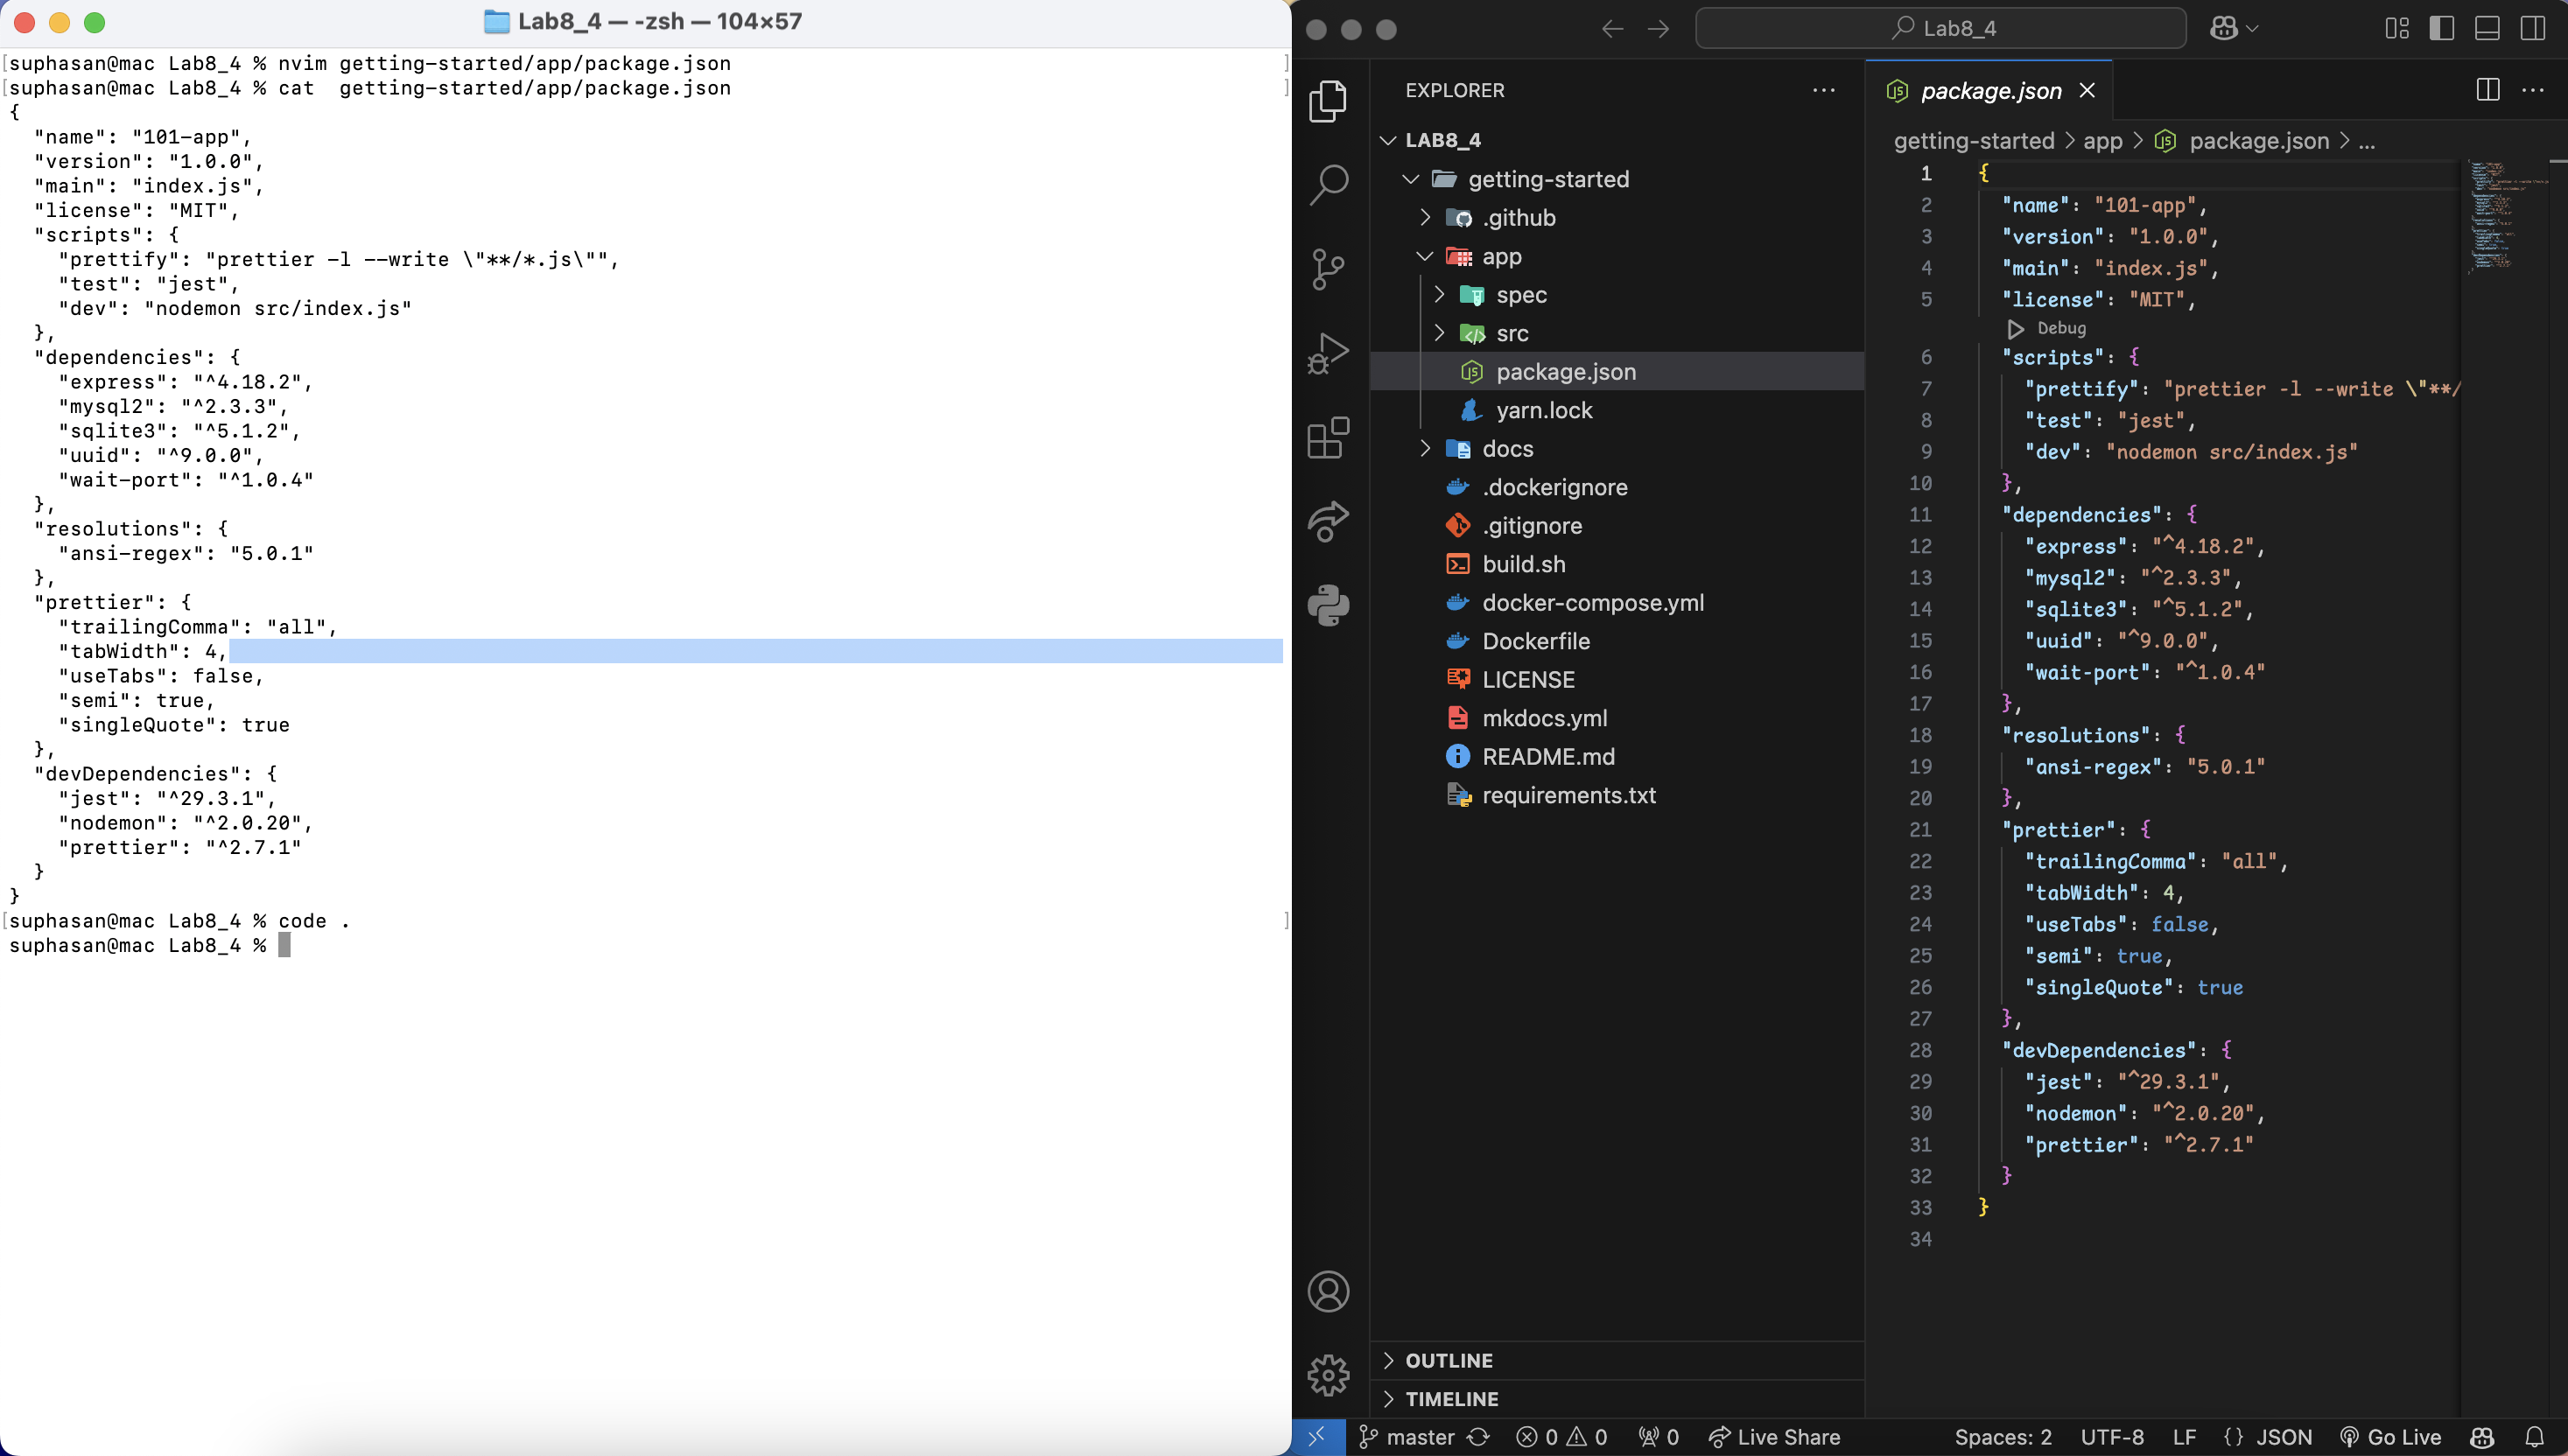 Lab8_4 — -zsh — 104×57
[suphasan@mac Lab8_4 % nvim getting-started/app/package.json ]
[suphasan@mac Lab8_4 % cat  getting-started/app/package.json ]
{
  "name": "101-app",
  "version": "1.0.0",
  "main": "index.js",
  "license": "MIT",
  "scripts": {
    "prettify": "prettier -l --write \"**/*.js\"",
    "test": "jest",
    "dev": "nodemon src/index.js"
  },
  "dependencies": {
    "express": "^4.18.2",
    "mysql2": "^2.3.3",
    "sqlite3": "^5.1.2",
    "uuid": "^9.0.0",
    "wait-port": "^1.0.4"
  },
  "resolutions": {
    "ansi-regex": "5.0.1"
  },
  "prettier": {
    "trailingComma": "all",
    "tabWidth": 4,
    "useTabs": false,
    "semi": true,
    "singleQuote": true
  },
  "devDependencies": {
    "jest": "^29.3.1",
    "nodemon": "^2.0.20",
    "prettier": "^2.7.1"
  }
}
[suphasan@mac Lab8_4 % code . ]
suphasan@mac Lab8_4 %
Lab8_4
EXPLORER
LAB8_4
getting-started
.github
app
spec
src
package.json
yarn.lock
docs
.dockerignore
.gitignore
build.sh
docker-compose.yml
Dockerfile
LICENSE
mkdocs.yml
README.md
requirements.txt
OUTLINE
TIMELINE
package.json
getting-started > app > package.json > ...
1 {
2   "name": "101-app",
3   "version": "1.0.0",
4   "main": "index.js",
5   "license": "MIT",
Debug
6   "scripts": {
7     "prettify": "prettier -l --write \"**/
8     "test": "jest",
9     "dev": "nodemon src/index.js"
10   },
11   "dependencies": {
12     "express": "^4.18.2",
13     "mysql2": "^2.3.3",
14     "sqlite3": "^5.1.2",
15     "uuid": "^9.0.0",
16     "wait-port": "^1.0.4"
17   },
18   "resolutions": {
19     "ansi-regex": "5.0.1"
20   },
21   "prettier": {
22     "trailingComma": "all",
23     "tabWidth": 4,
24     "useTabs": false,
25     "semi": true,
26     "singleQuote": true
27   },
28   "devDependencies": {
29     "jest": "^29.3.1",
30     "nodemon": "^2.0.20",
31     "prettier": "^2.7.1"
32   }
33 }
34
master 0 0 0 Live Share Spaces: 2 UTF-8 LF {} JSON Go Live